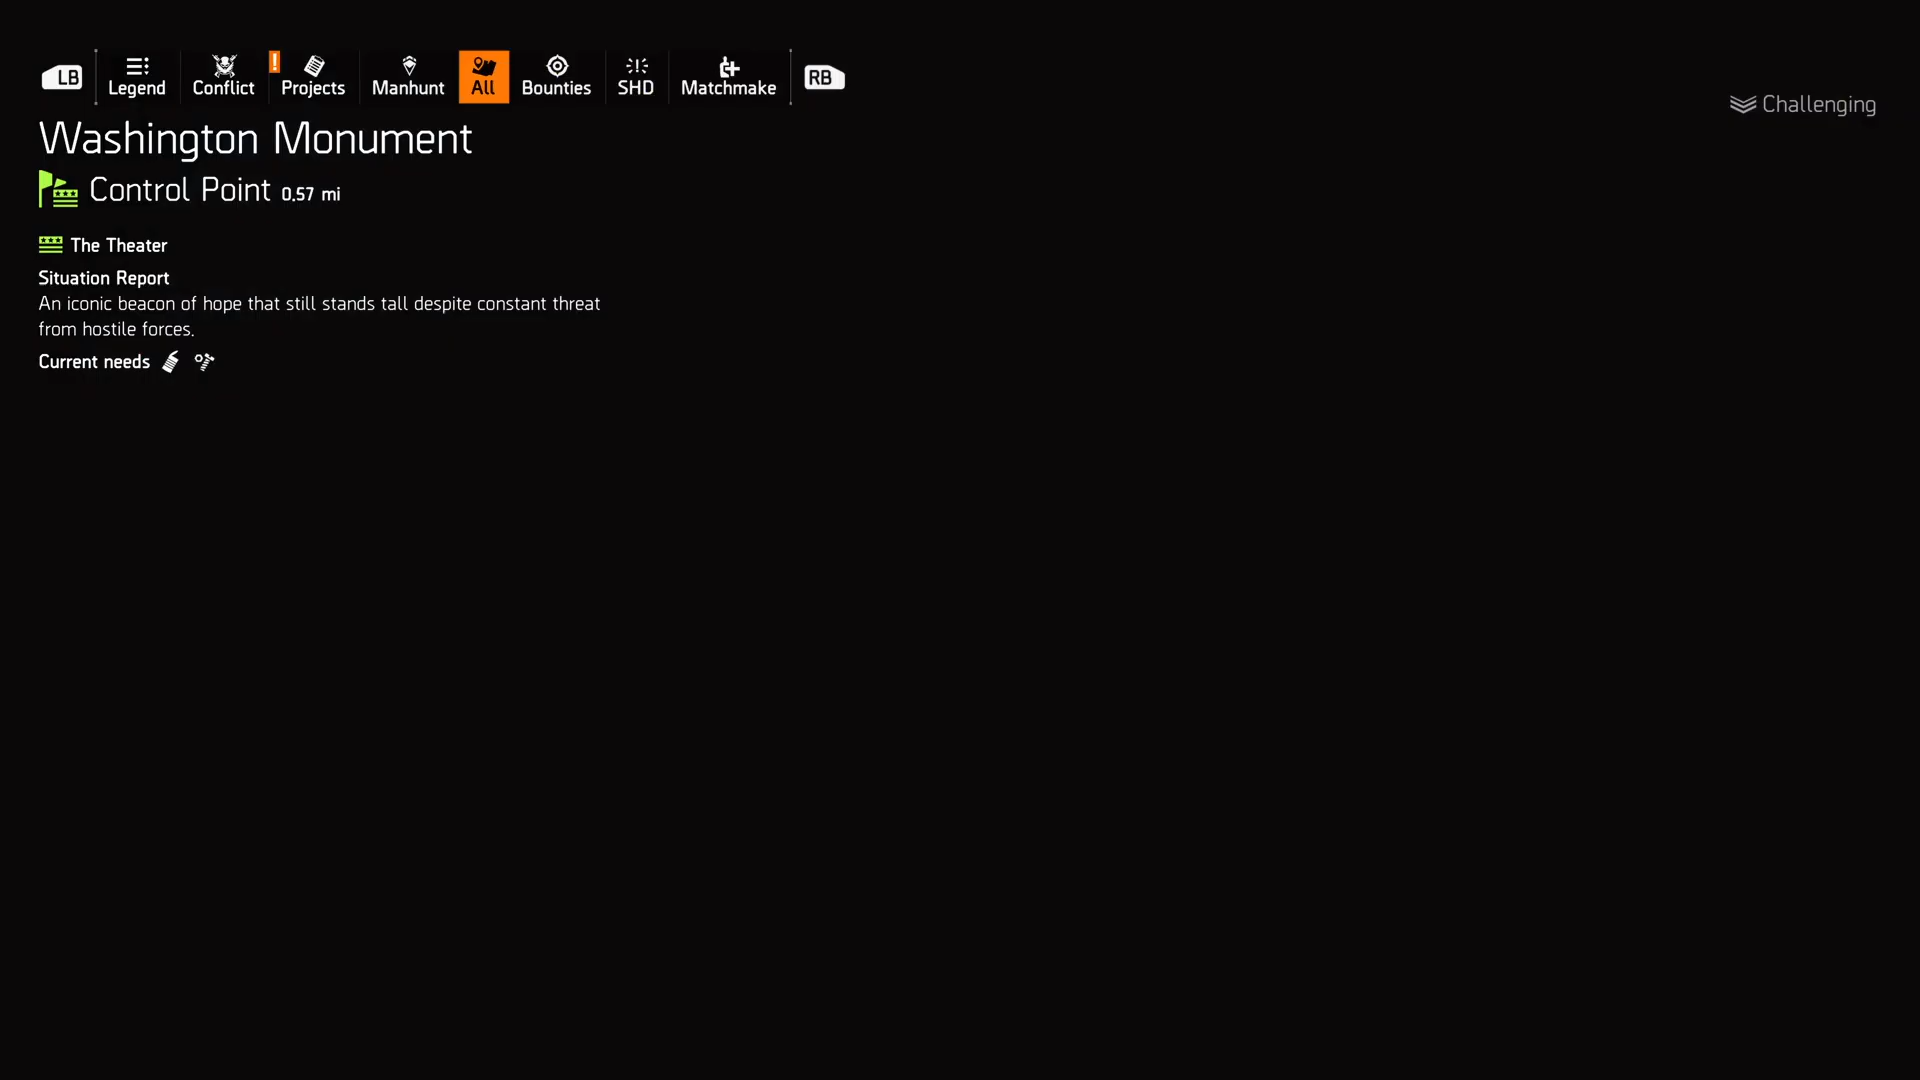 LB Legend Conflict ! Projects Manhunt All Bounties SHD Matchmake RB
Challenging
Washington Monument
Control Point 0.57 mi
The Theater
Situation Report
An iconic beacon of hope that still stands tall despite constant threat
from hostile forces.
Current needs